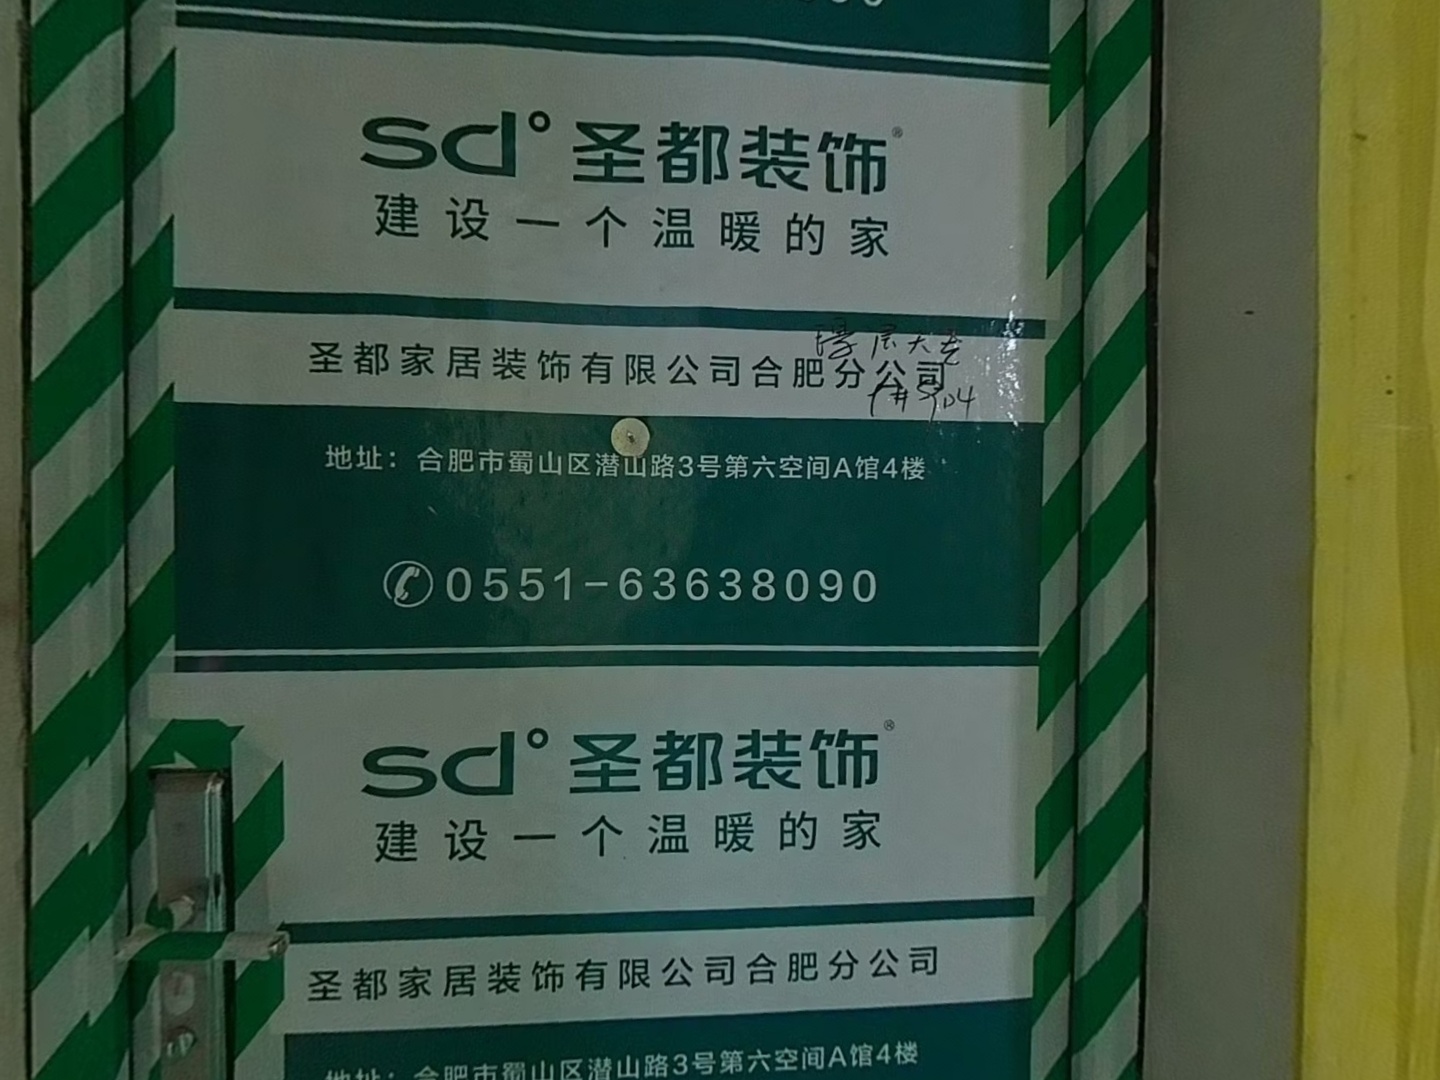 sd°圣都装饰®
建设一个温暖的家
圣都家居装饰有限公司合肥分公司
地址：合肥市蜀山区潜山路3号第六空间A馆4楼
0551-63638090
sd°圣都装饰®
建设一个温暖的家
圣都家居装饰有限公司合肥分公司
地址：合肥市蜀山区潜山路3号第六空间A馆4楼